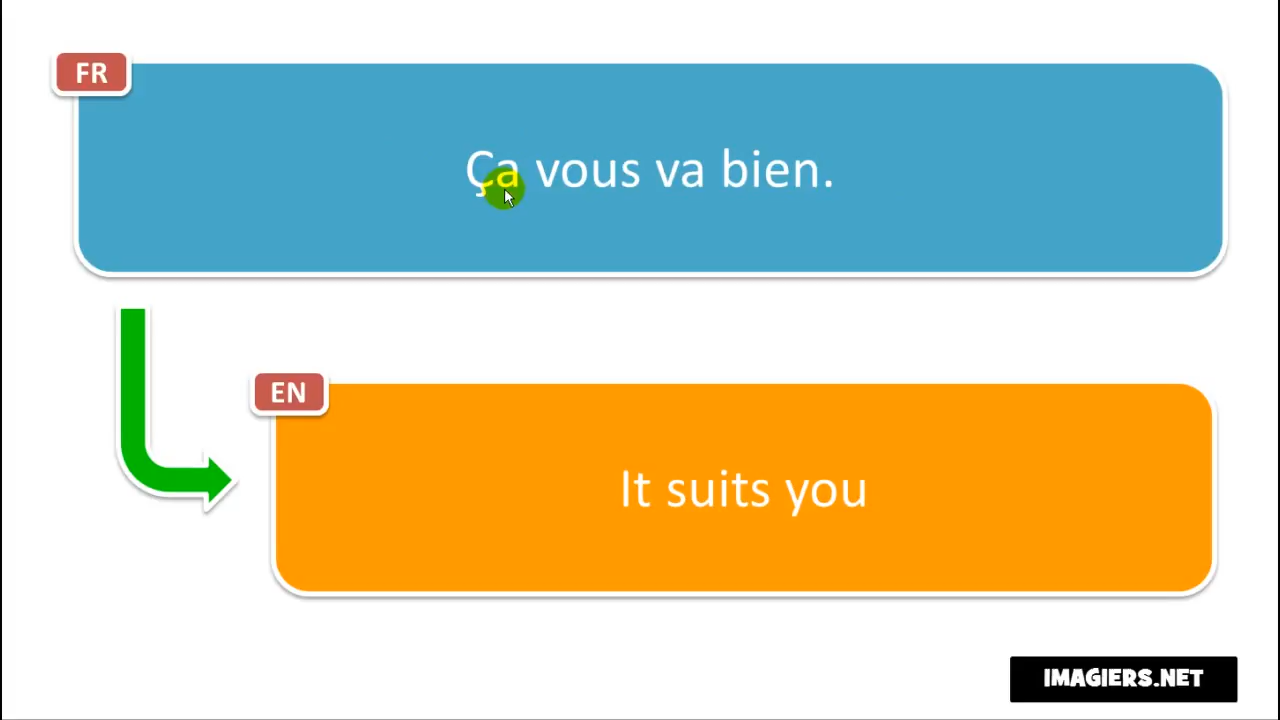 FR
Ça vous va bien.
EN
It suits you
IMAGIERS.NET